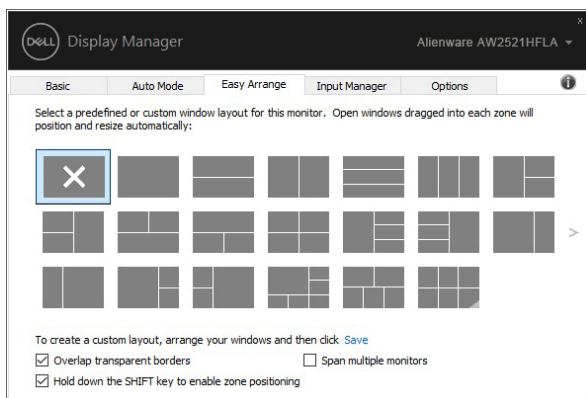 DELL Display Manager
Alienware AW2521HFLA
Basic Auto Mode Easy Arrange Input Manager Options
Select a predefined or custom window layout for this monitor. Open windows dragged into each zone will
position and resize automatically:
To create a custom layout, arrange your windows and then click Save
Overlap transparent borders
Span multiple monitors
Hold down the SHIFT key to enable zone positioning